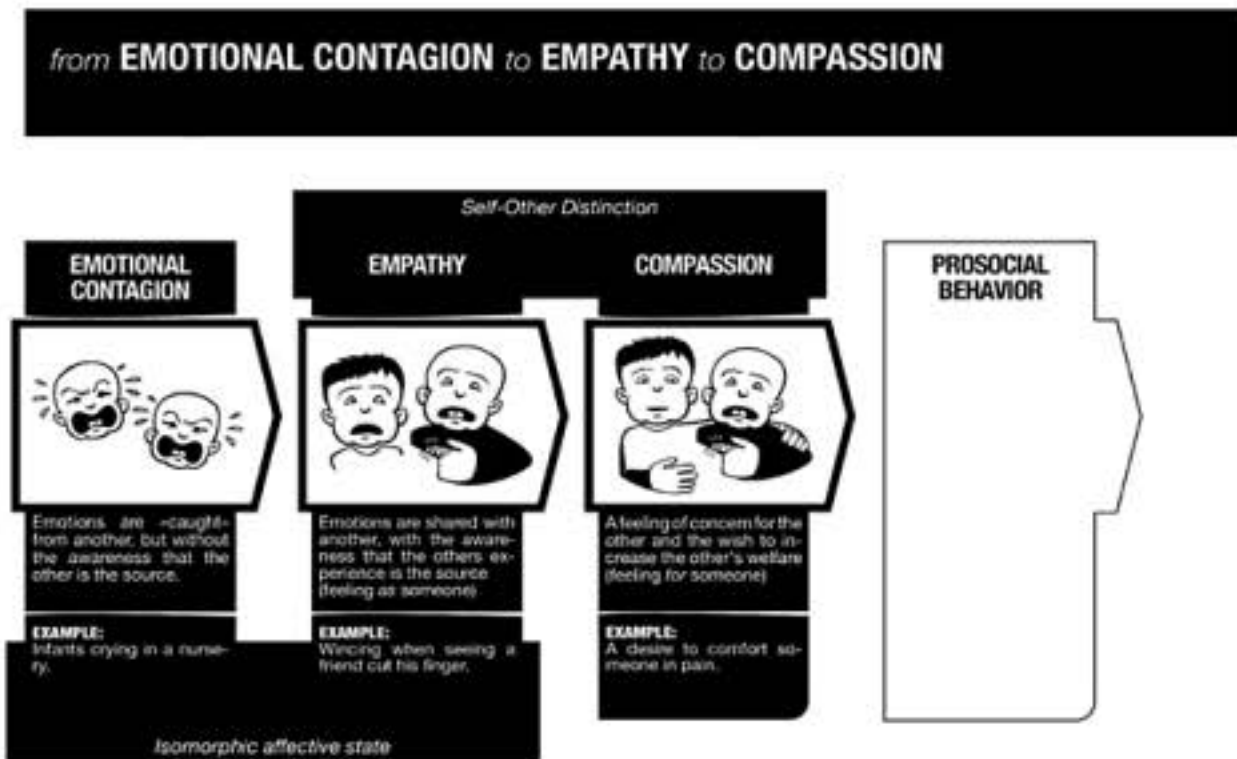 from EMOTIONAL CONTAGION to EMPATHY to COMPASSION
Self-Other Distinction
EMOTIONAL
CONTAGION
Emotions are «caught»
from another, but without
the awareness that the
other is the source.
EXAMPLE:
Infants crying in a nurse-
ry.
EMPATHY
Emotions are shared with
another, with the aware-
ness that the others ex-
perience is the source
(feeling as someone)
EXAMPLE:
Wincing when seeing a
friend cut his finger.
Isomorphic affective state
COMPASSION
A feeling of concern for the
other and the wish to in-
crease the other's welfare
(feeling for someone)
EXAMPLE:
A desire to comfort so-
meone in pain.
PROSOCIAL
BEHAVIOR